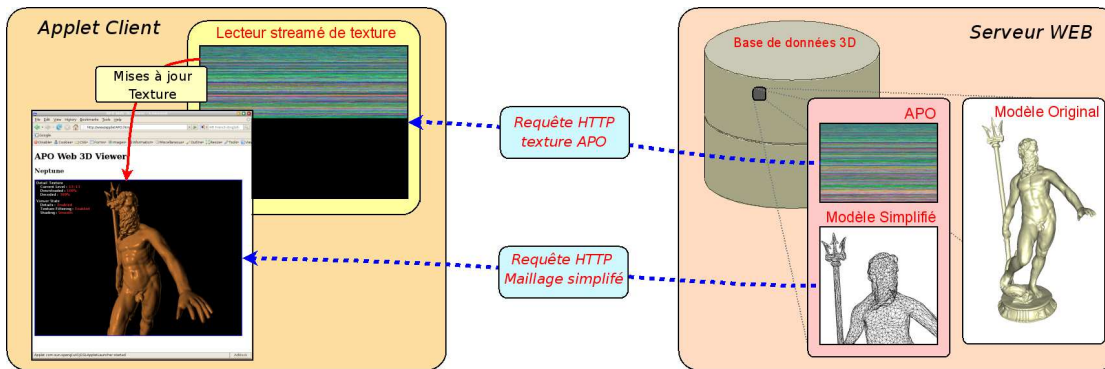 Applet Client
Lecteur streamé de texture
Mises à jour
Texture
APO Web 3D Viewer
Neptune
Requête HTTP
texture APO
Requête HTTP
Maillage simplifé
Serveur WEB
Base de données 3D
APO
Modèle Simplifié
Modèle Original